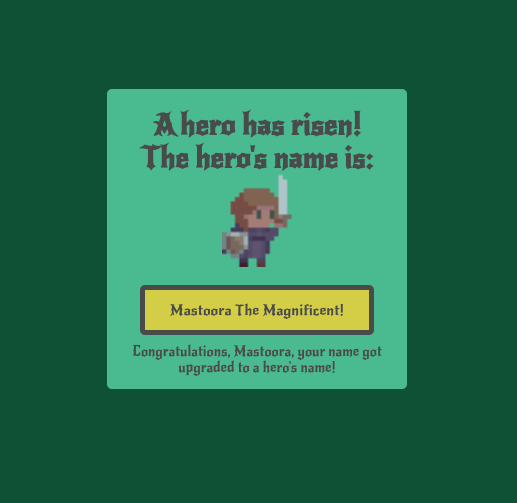 A hero has risen!
The hero's name is:
Mastoora The Magnificent!
Congratulations, Mastoora, your name got
upgraded to a hero's name!